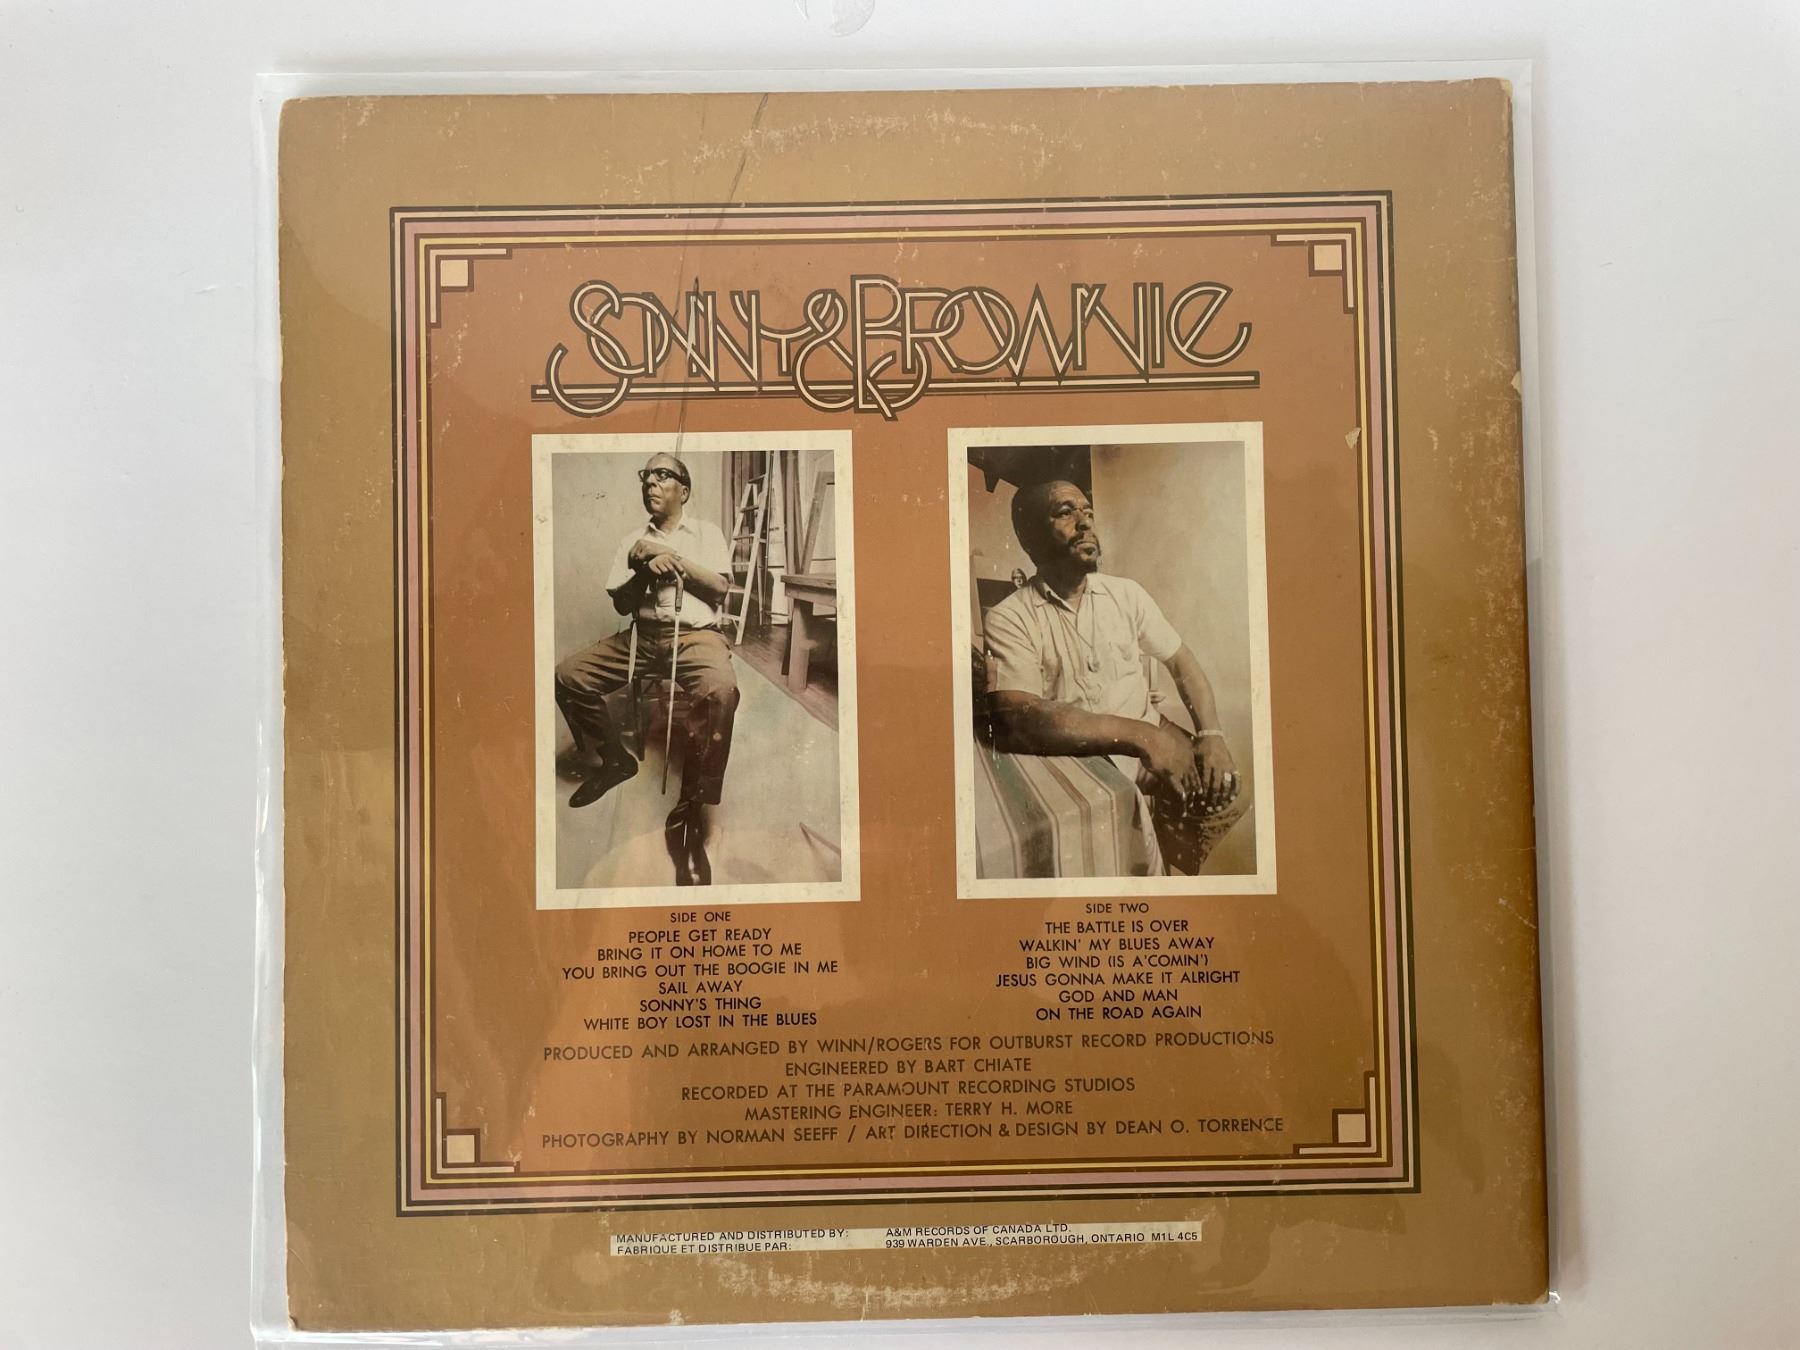 SONNY & BROWNIE
SIDE ONE
PEOPLE GET READY
BRING IT ON HOME TO ME
YOU BRING OUT THE BOOGIE IN ME
SAIL AWAY
SONNY'S THING
WHITE BOY LOST IN THE BLUES
SIDE TWO
THE BATTLE IS OVER
WALKIN' MY BLUES AWAY
BIG WIND (IS A'COMIN')
JESUS GONNA MAKE IT ALRIGHT
GOD AND MAN
ON THE ROAD AGAIN
PRODUCED AND ARRANGED BY WINN/ROGERS FOR OUTBURST RECORD PRODUCTIONS
ENGINEERED BY BART CHIATE
RECORDED AT THE PARAMOUNT RECORDING STUDIOS
MASTERING ENGINEER: TERRY H. MORE
PHOTOGRAPHY BY NORMAN SEEFF / ART DIRECTION & DESIGN BY DEAN O. TORRENCE
MANUFACTURED AND DISTRIBUTED BY: A&M RECORDS OF CANADA LTD.
FABRIQUE ET DISTRIBUE PAR: 939 WARDEN AVE., SCARBOROUGH, ONTARIO M1L 4C5